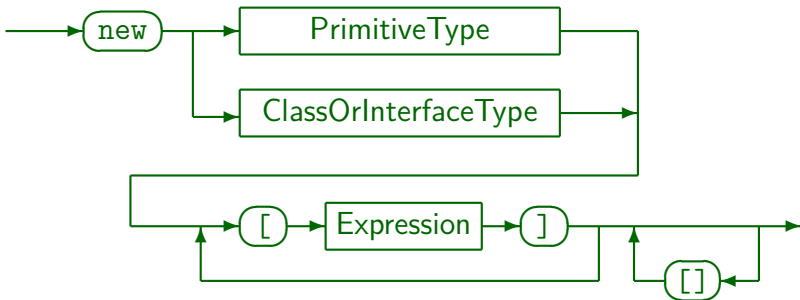 new PrimitiveType
ClassOrInterfaceType
[ Expression ]
[]